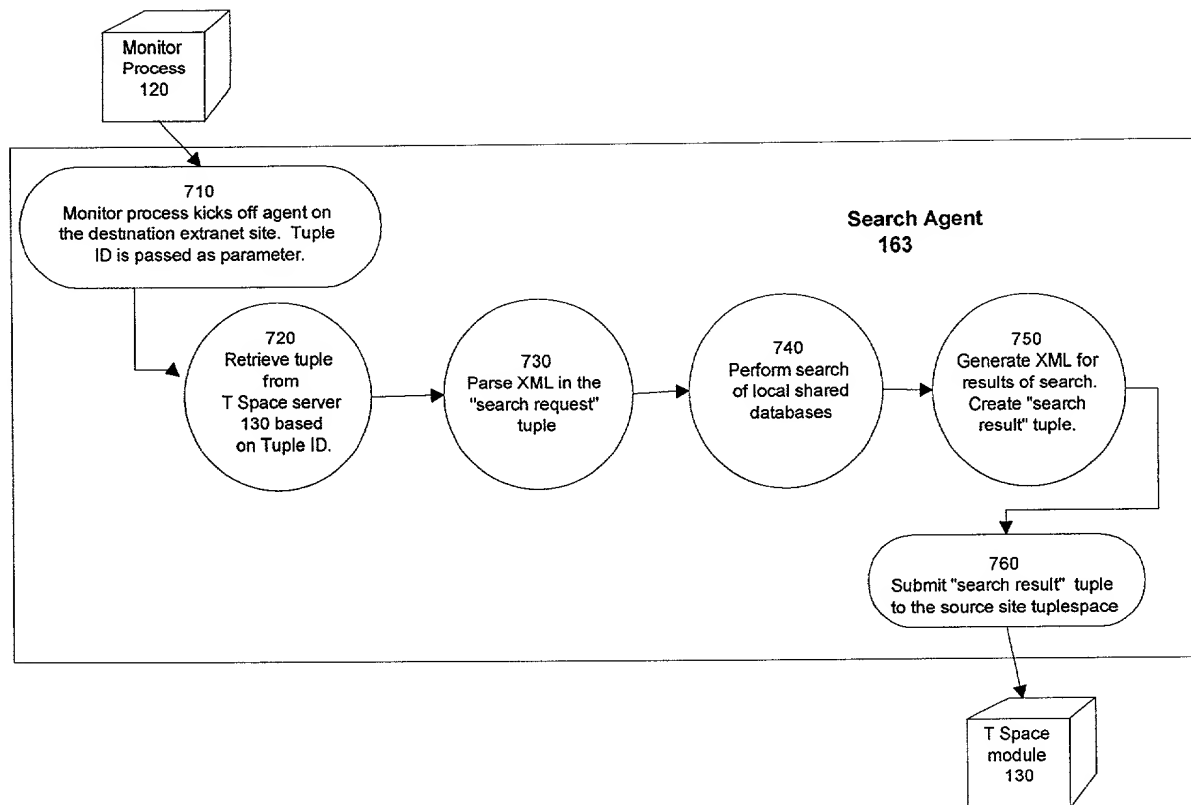 Monitor
Process
120
710
Monitor process kicks off agent on
the destination extranet site. Tuple
ID is passed as parameter.
Search Agent
163
720
Retrieve tuple
from
T Space server
130 based
on Tuple ID.
730
Parse XML in the
"search request"
tuple
740
Perform search
of local shared
databases
750
Generate XML for
results of search.
Create "search
result" tuple.
760
Submit "search result" tuple
to the source site tuplespace
T Space
module
130